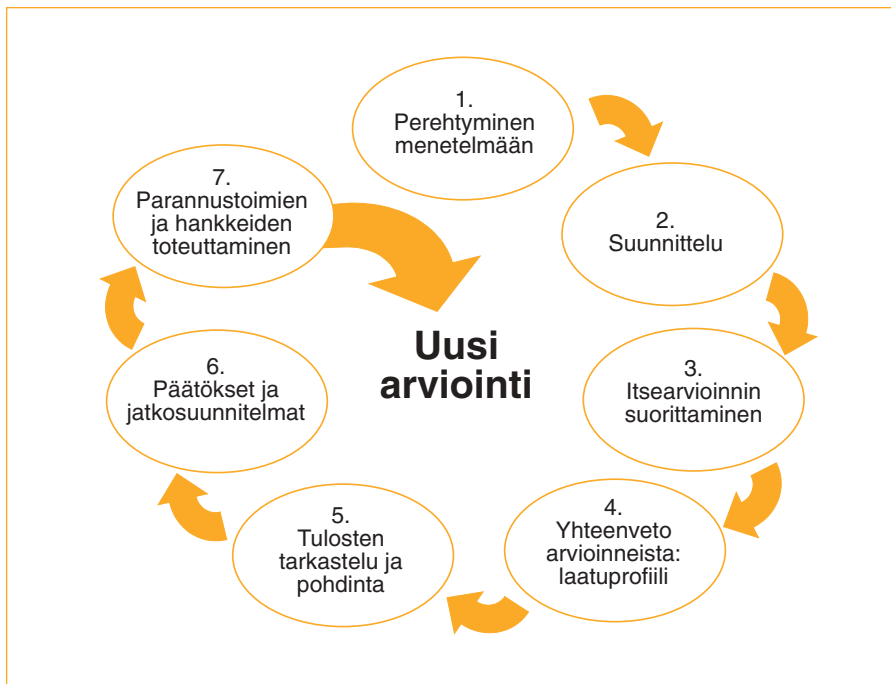 1.
Perehtyminen
menetelmään
2.
Suunnittelu
3.
Itsearvioinnin
suorittaminen
4.
Yhteenveto
arvioinneista:
laatuprofiili
5.
Tulosten
tarkastelu ja
pohdinta
6.
Päätökset ja
jatkosuunnitelmat
7.
Parannustoimien
ja hankkeiden
toteuttaminen
Uusi
arviointi